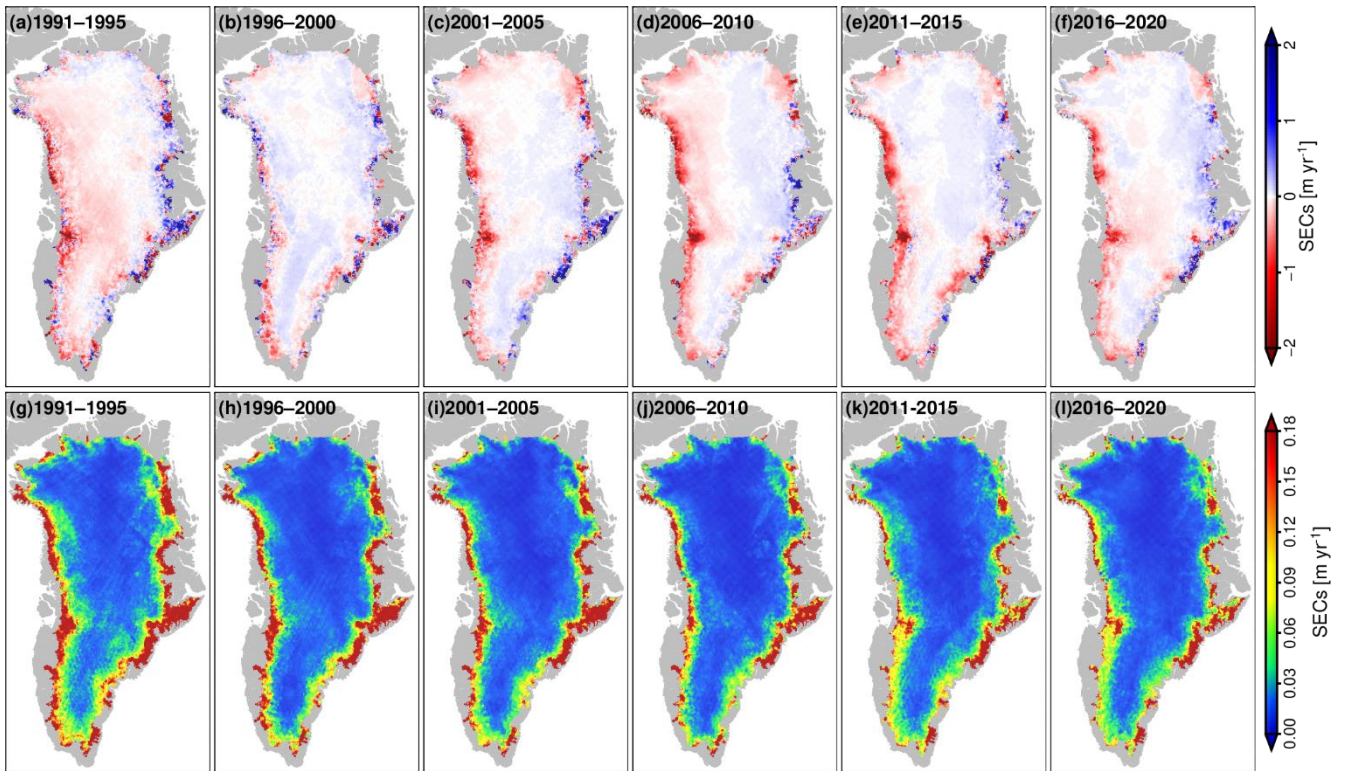 (a)1991–1995
(b)1996–2000
(c)2001–2005
(d)2006–2010
(e)2011–2015
(f)2016–2020
2
1
0
−1
−2
SECs [m yr⁻¹]
(g)1991–1995
(h)1996–2000
(i)2001–2005
(j)2006–2010
(k)2011-2015
(l)2016–2020
0.18
0.15
0.12
0.09
0.06
0.03
0.00
SECs [m yr⁻¹]